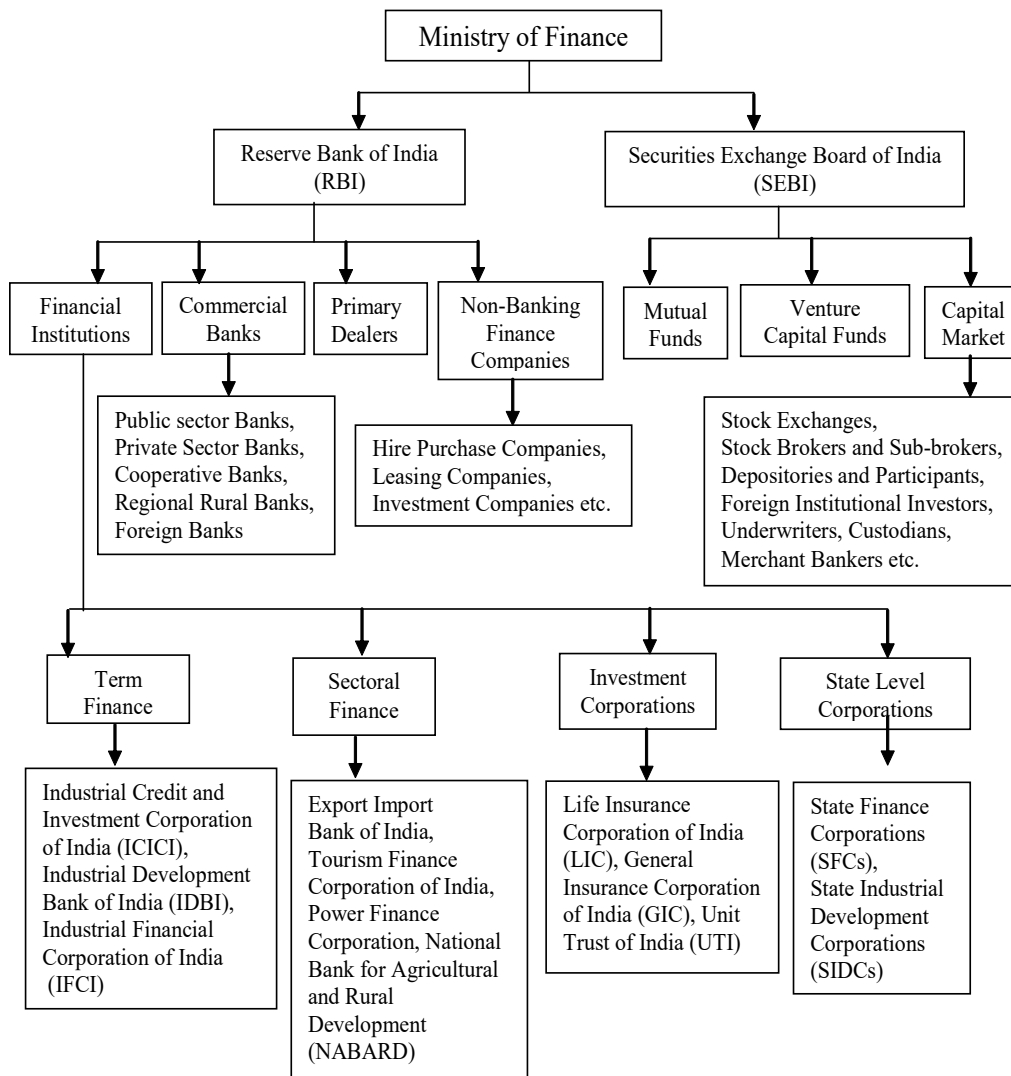 Ministry of Finance
Reserve Bank of India
(RBI)
Securities Exchange Board of India
(SEBI)
Financial
Institutions
Commercial
Banks
Primary
Dealers
Non-Banking
Finance
Companies
Mutual
Funds
Venture
Capital Funds
Capital
Market
Public sector Banks,
Private Sector Banks,
Cooperative Banks,
Regional Rural Banks,
Foreign Banks
Hire Purchase Companies,
Leasing Companies,
Investment Companies etc.
Stock Exchanges,
Stock Brokers and Sub-brokers,
Depositories and Participants,
Foreign Institutional Investors,
Underwriters, Custodians,
Merchant Bankers etc.
Term
Finance
Sectoral
Finance
Investment
Corporations
State Level
Corporations
Industrial Credit and
Investment Corporation
of India (ICICI),
Industrial Development
Bank of India (IDBI),
Industrial Financial
Corporation of India
(IFCI)
Export Import
Bank of India,
Tourism Finance
Corporation of India,
Power Finance
Corporation, National
Bank for Agricultural
and Rural
Development
(NABARD)
Life Insurance
Corporation of India
(LIC), General
Insurance Corporation
of India (GIC), Unit
Trust of India (UTI)
State Finance
Corporations
(SFCs),
State Industrial
Development
Corporations
(SIDCs)